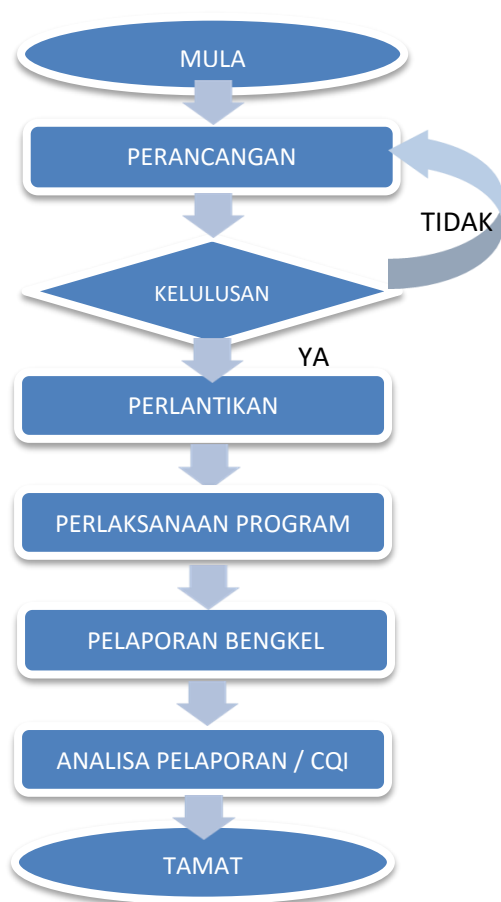 MULA
PERANCANGAN
TIDAK
KELULUSAN
YA
PERLANTIKAN
PERLAKSANAAN PROGRAM
PELAPORAN BENGKEL
ANALISA PELAPORAN / CQI
TAMAT